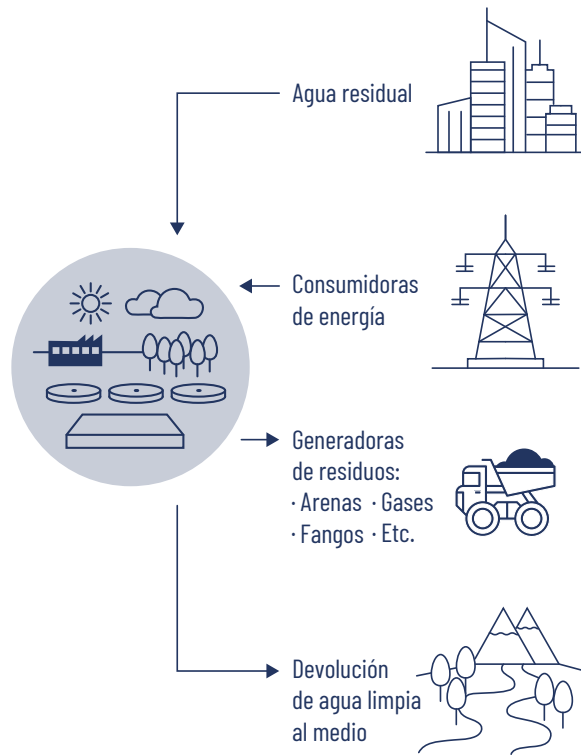 Agua residual
Consumidoras
de energía
Generadoras
de residuos:
· Arenas · Gases
· Fangos · Etc.
Devolución
de agua limpia
al medio